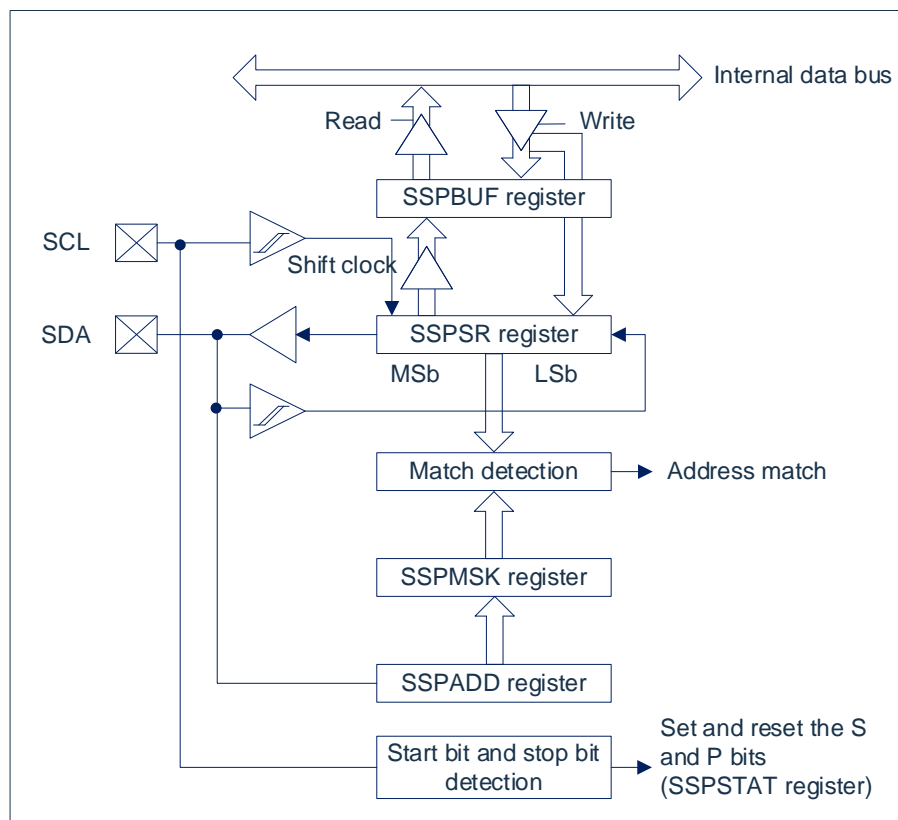 Internal data bus
Read
Write
SSPBUF register
SCL
Shift clock
SDA
SSPSR register
MSb
LSb
Match detection
Address match
SSPMSK register
SSPADD register
Start bit and stop bit
detection
Set and reset the S
and P bits
(SSPSTAT register)